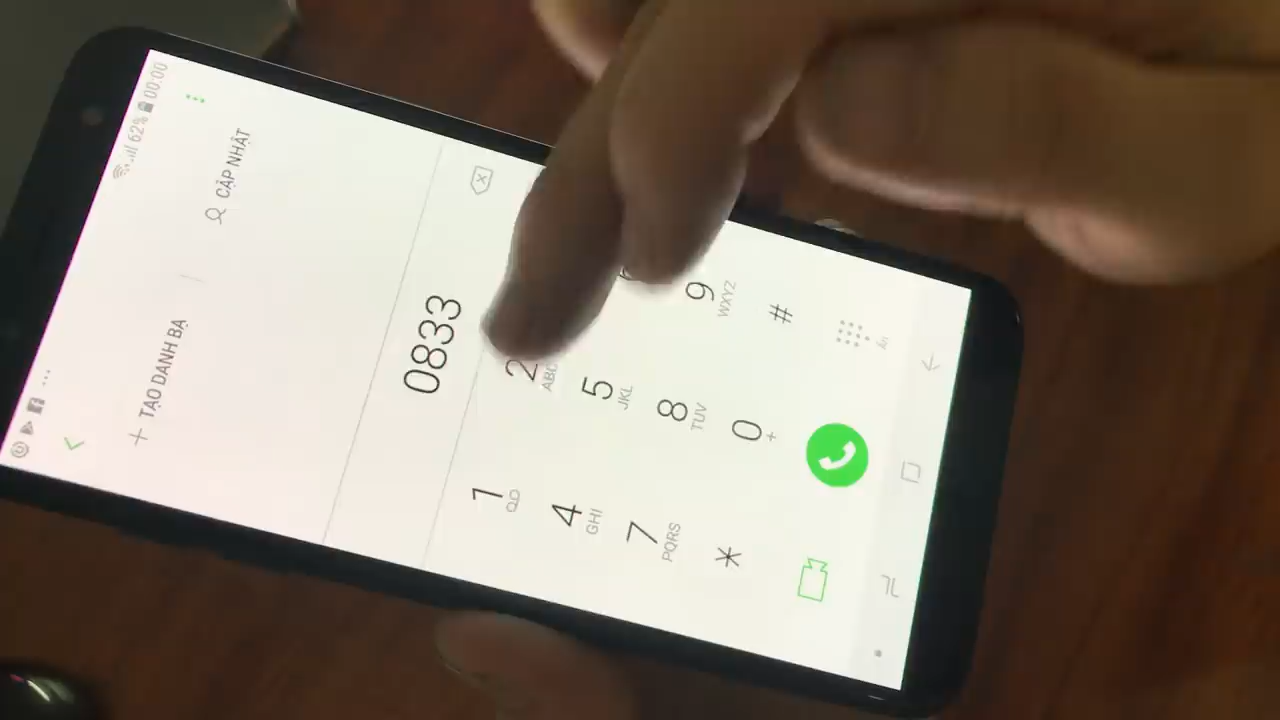 62% 00:00
+ TẠO DANH BẠ
CẬP NHẬT
0833
1
2 ABC
4 GHI
5 JKL
7 PQRS
8 TUV
9 WXYZ
*
0 +
#
Ẩn